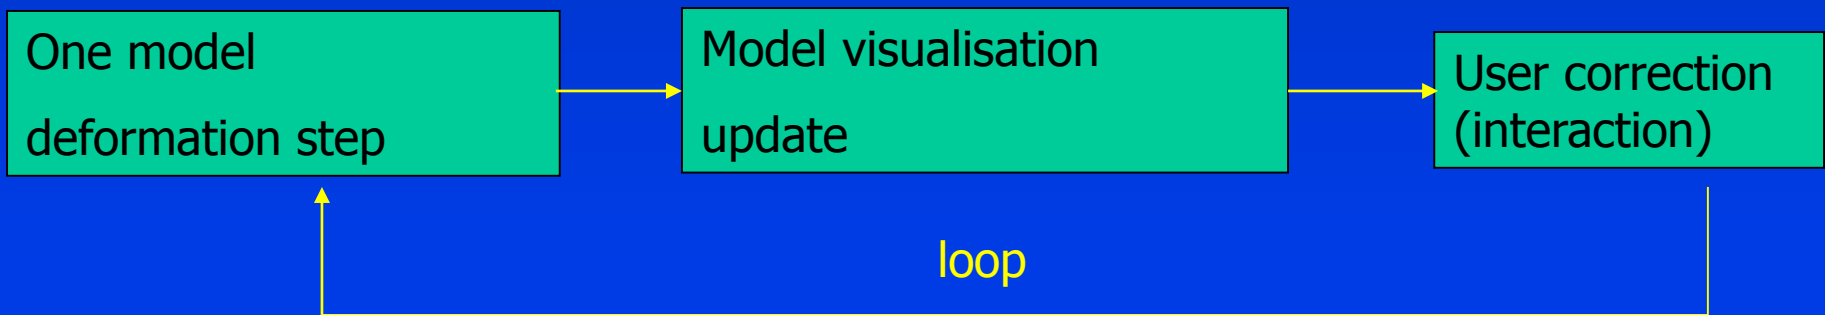 One model
deformation step
Model visualisation
update
User correction
(interaction)
loop